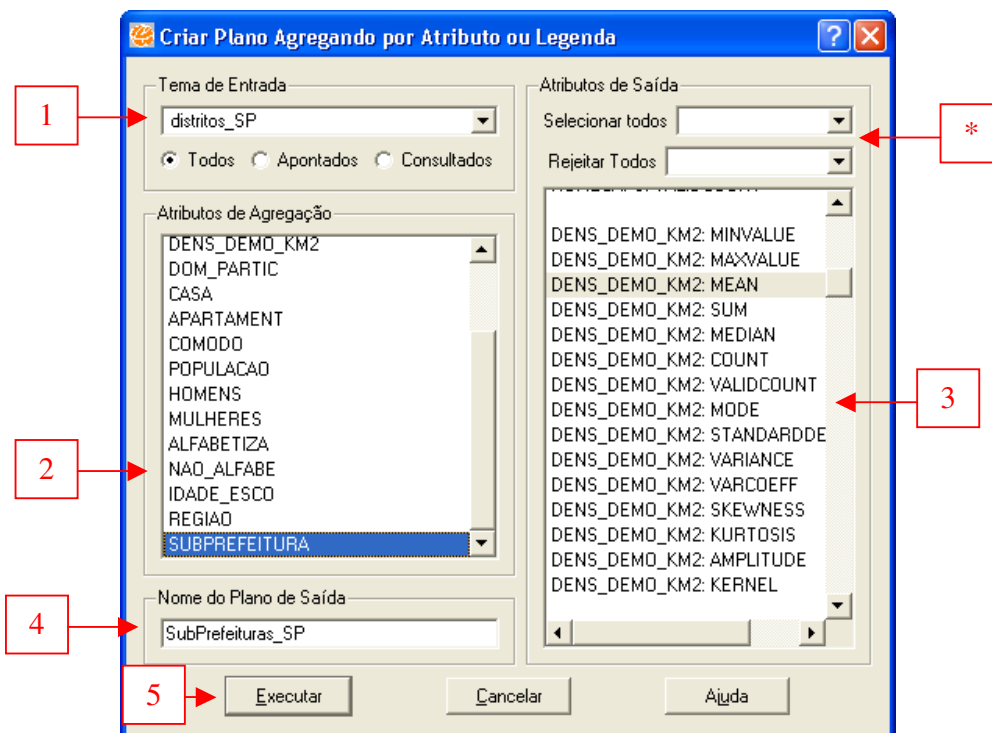 Criar Plano Agregando por Atributo ou Legenda
Tema de Entrada
1
distritos_SP
Todos Apontados Consultados
Atributos de Agregação
DENS_DEMO_KM2
DOM_PARTIC
CASA
APARTAMENT
COMODO
POPULACAO
HOMENS
MULHERES
ALFABETIZA
2
NAO_ALFABE
IDADE_ESCO
REGIAO
SUBPREFEITURA
Nome do Plano de Saída
4
SubPrefeituras_SP
Atributos de Saída
Selecionar todos
*
Rejeitar Todos
DENS_DEMO_KM2: MINVALUE
DENS_DEMO_KM2: MAXVALUE
DENS_DEMO_KM2: MEAN
DENS_DEMO_KM2: SUM
DENS_DEMO_KM2: MEDIAN
DENS_DEMO_KM2: COUNT
DENS_DEMO_KM2: VALIDCOUNT
3
DENS_DEMO_KM2: MODE
DENS_DEMO_KM2: STANDARDDE
DENS_DEMO_KM2: VARIANCE
DENS_DEMO_KM2: VARCOEFF
DENS_DEMO_KM2: SKEWNESS
DENS_DEMO_KM2: KURTOSIS
DENS_DEMO_KM2: AMPLITUDE
DENS_DEMO_KM2: KERNEL
5
Executar
Cancelar
Ajuda